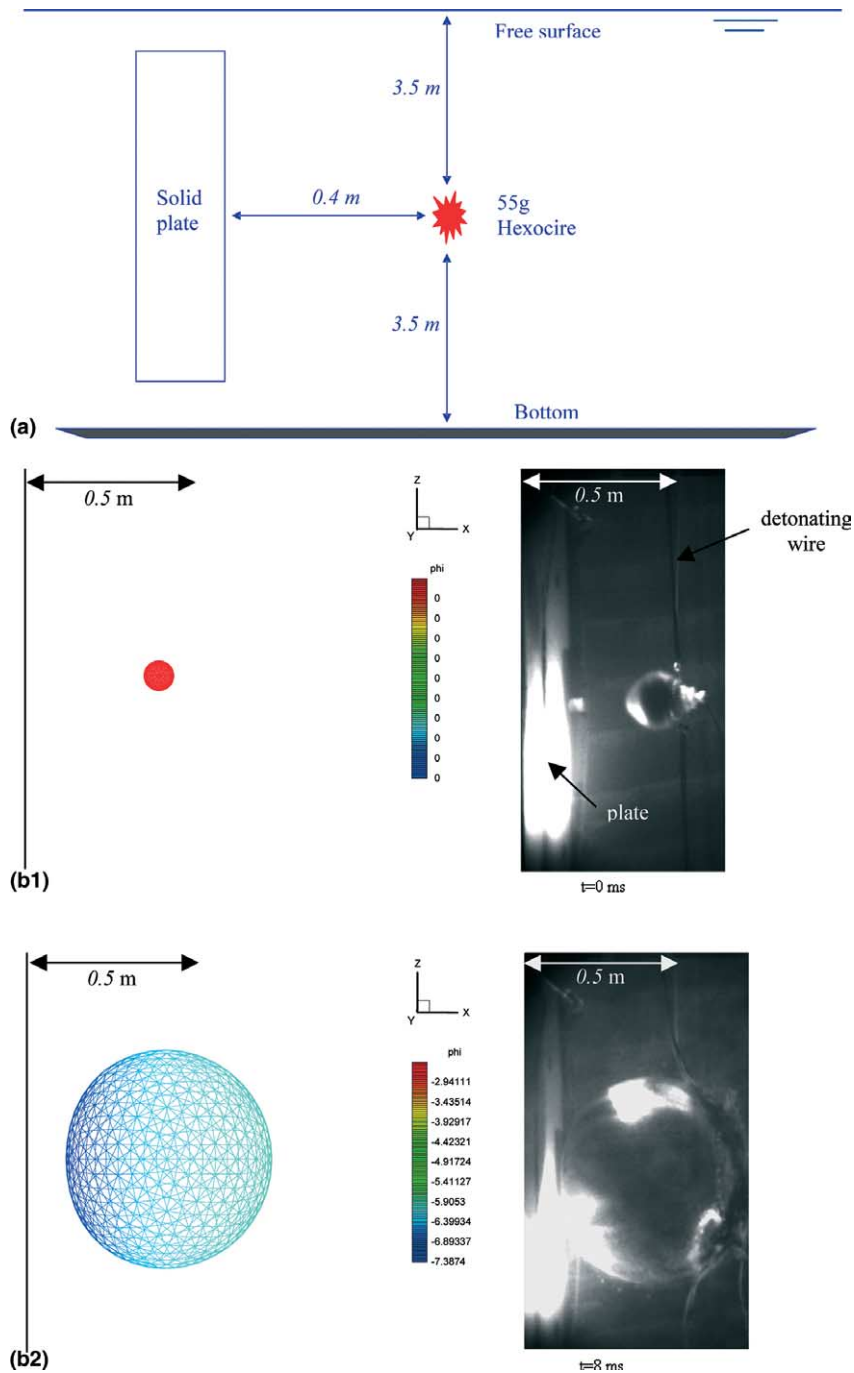 Free surface
3.5 m
Solid
plate
0.4 m
55g
Hexocire
3.5 m
Bottom
(a)
0.5 m
Z
Y
X
phi
0
0
0
0
0
0
0
0
0
0
0.5 m
detonating
wire
plate
(b1)
t=0 ms
0.5 m
Z
Y
X
phi
-2.94111
-3.43514
-3.92917
-4.42321
-4.91724
-5.41127
-5.9053
-6.39934
-6.89337
-7.3874
0.5 m
(b2)
t=8 ms